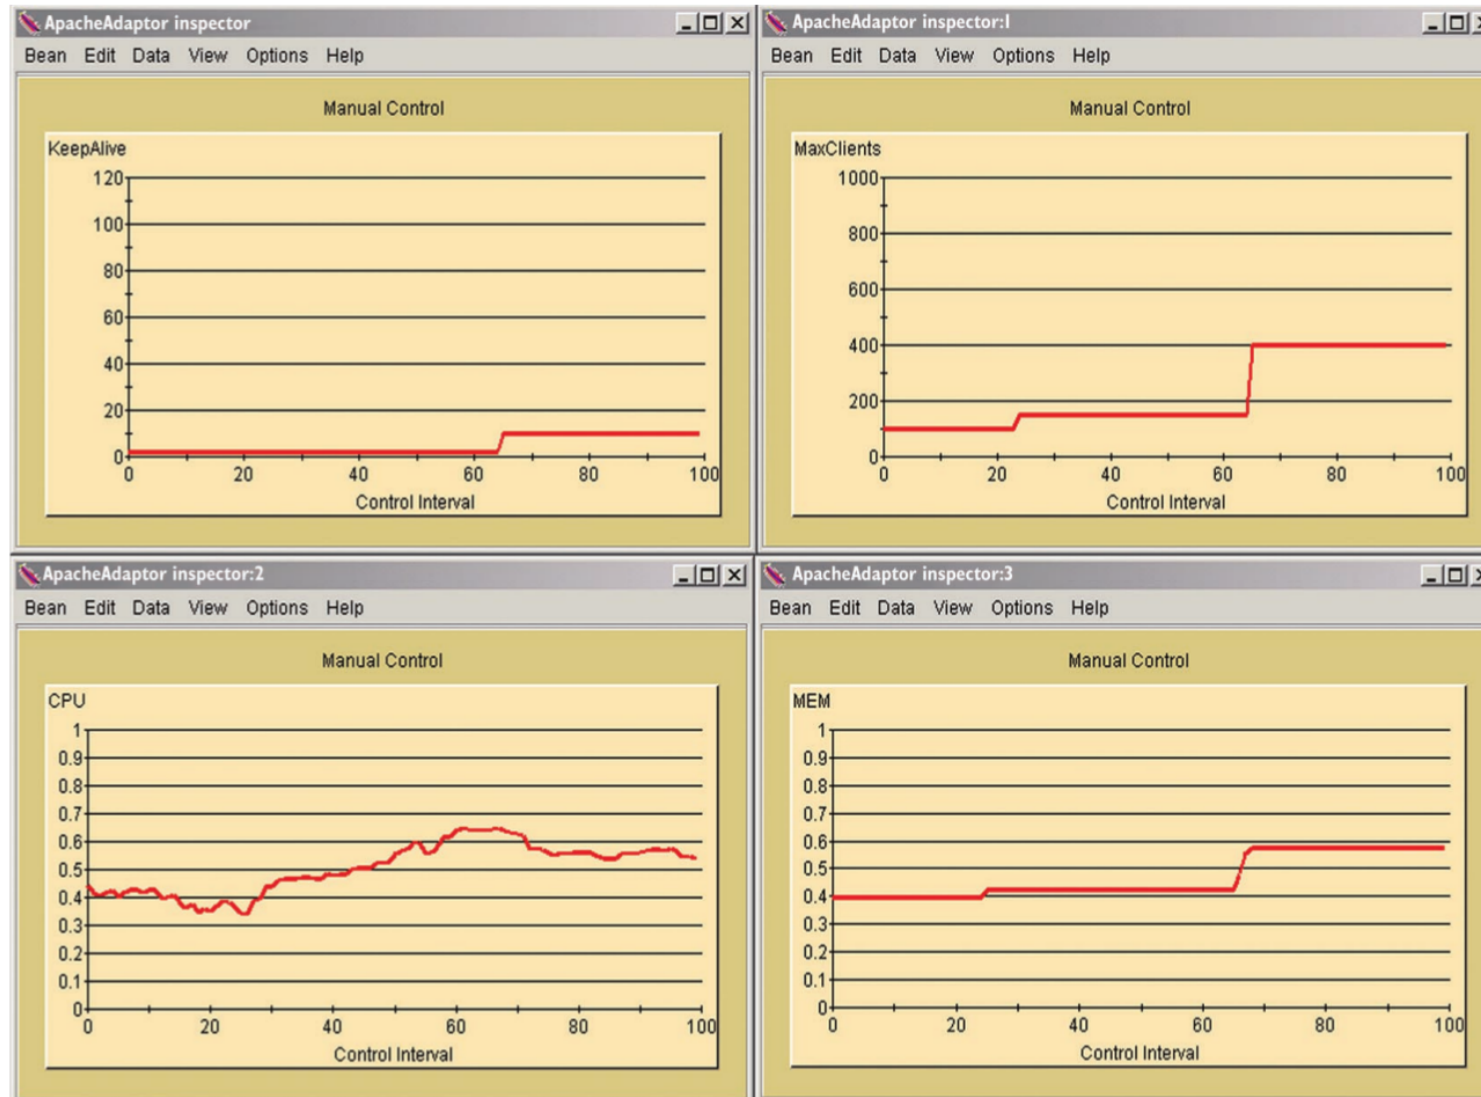 ApacheAdaptor inspector
Bean Edit Data View Options Help
Manual Control
KeepAlive
120
100
80
60
40
20
0
0 20 40 60 80 100
Control Interval
ApacheAdaptor inspector:1
Bean Edit Data View Options Help
Manual Control
MaxClients
1000
800
600
400
200
0
0 20 40 60 80 100
Control Interval
ApacheAdaptor inspector:2
Bean Edit Data View Options Help
Manual Control
CPU
1
0.9
0.8
0.7
0.6
0.5
0.4
0.3
0.2
0.1
0
0 20 40 60 80 100
Control Interval
ApacheAdaptor inspector:3
Bean Edit Data View Options Help
Manual Control
MEM
1
0.9
0.8
0.7
0.6
0.5
0.4
0.3
0.2
0.1
0
0 20 40 60 80 100
Control Interval